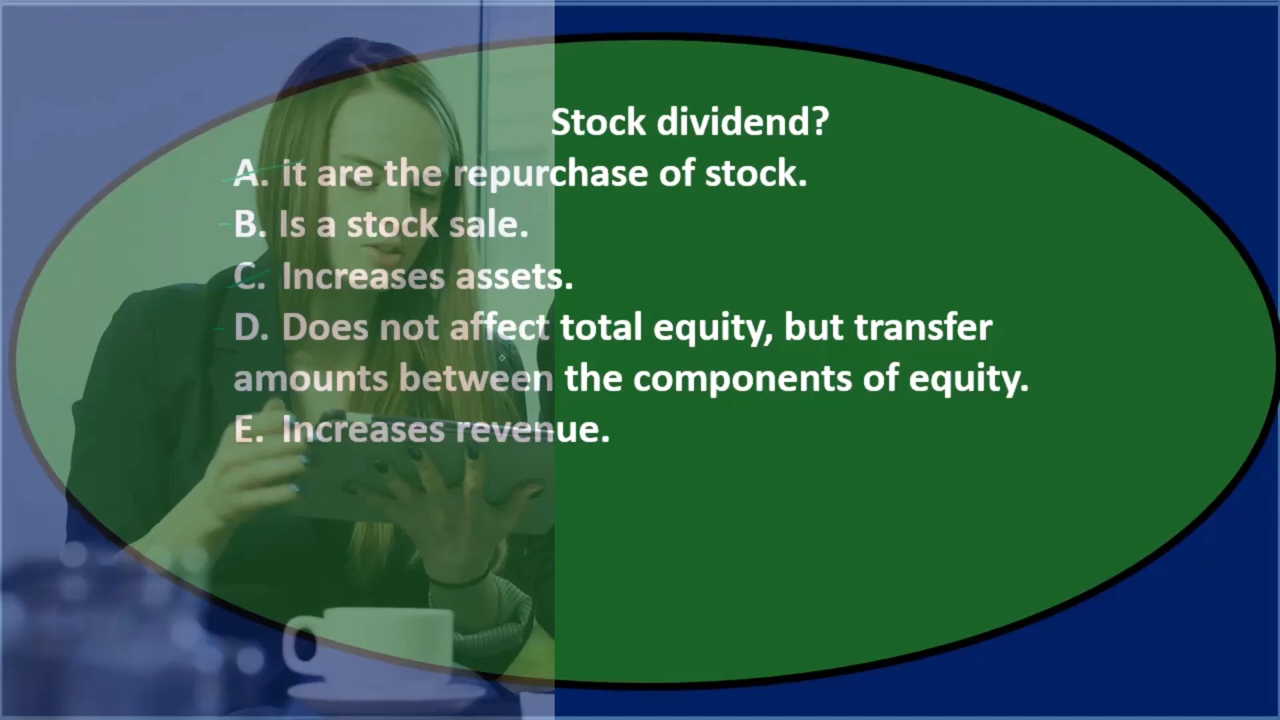 Stock dividend?
A. it are the repurchase of stock.
B. Is a stock sale.
C. Increases assets.
D. Does not affect total equity, but transfer
amounts between the components of equity.
E. Increases revenue.